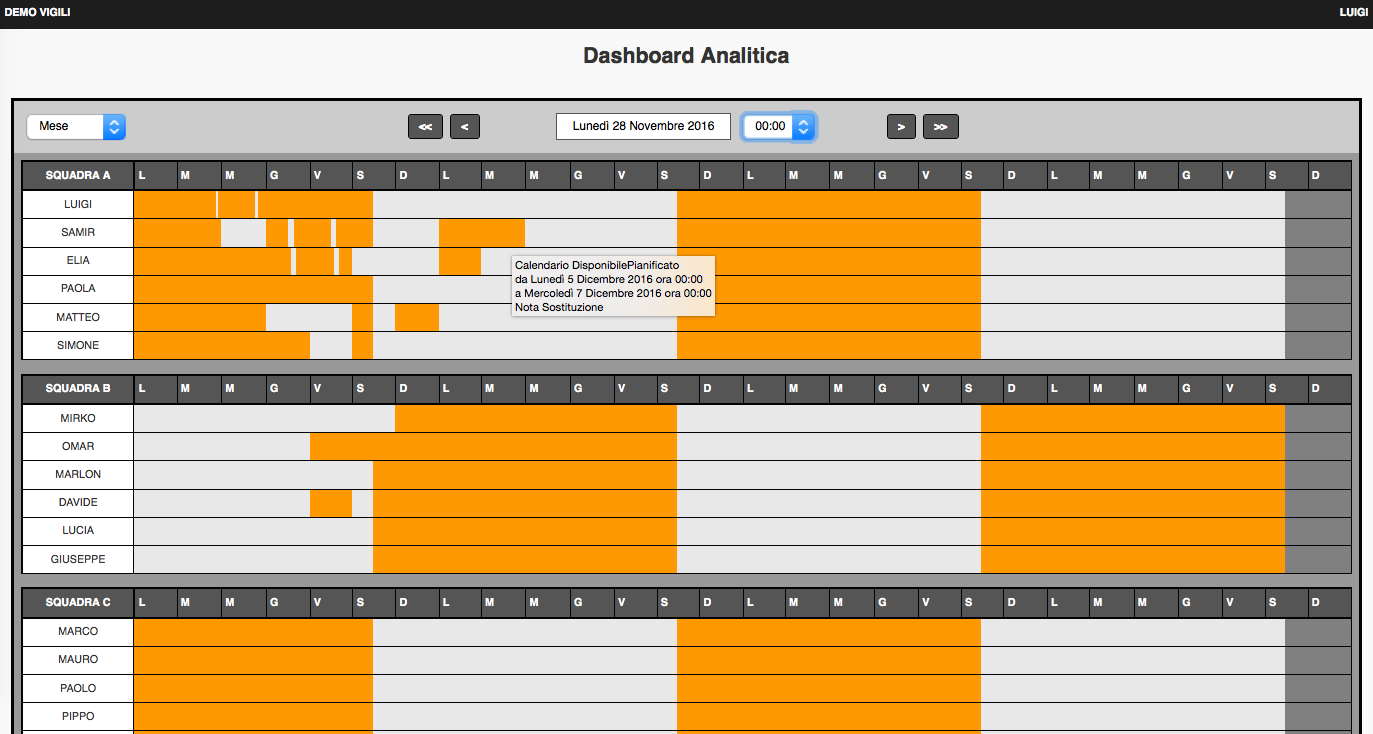 DEMO VIGILI LUIGI
Dashboard Analitica
Mese << < Lunedì 28 Novembre 2016 00:00 > >>
SQUADRA A L M M G V S D L M M G V S D L M M G V S D L M M G V S D
LUIGI
SAMIR
ELIA
Calendario DisponibilePianificato
da Lunedì 5 Dicembre 2016 ora 00:00
a Mercoledì 7 Dicembre 2016 ora 00:00
Nota Sostituzione
PAOLA
MATTEO
SIMONE
SQUADRA B L M M G V S D L M M G V S D L M M G V S D L M M G V S D
MIRKO
OMAR
MARLON
DAVIDE
LUCIA
GIUSEPPE
SQUADRA C L M M G V S D L M M G V S D L M M G V S D L M M G V S D
MARCO
MAURO
PAOLO
PIPPO